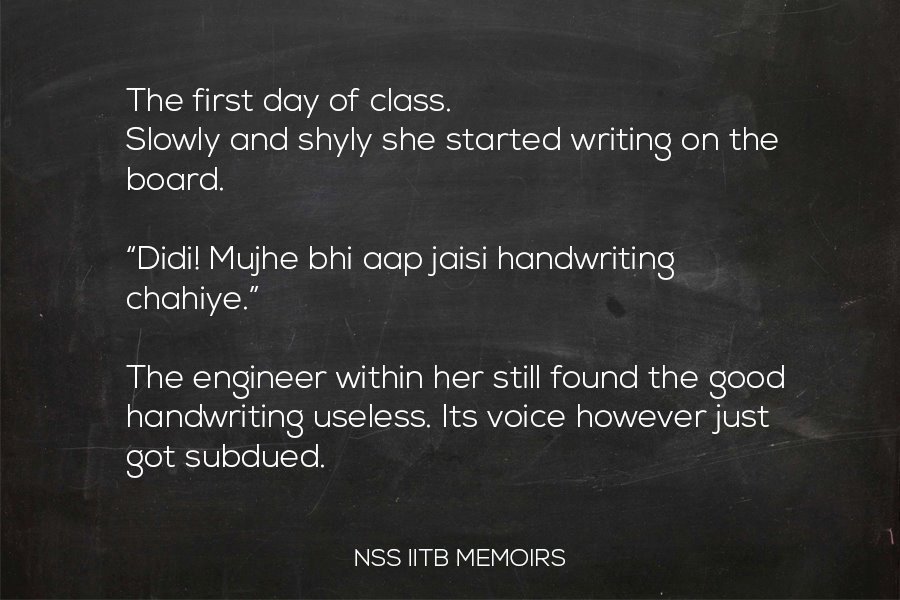 The first day of class.
Slowly and shyly she started writing on the
board.
“Didi! Mujhe bhi aap jaisi handwriting
chahiye.”
The engineer within her still found the good
handwriting useless. Its voice however just
got subdued.
NSS IITB MEMOIRS